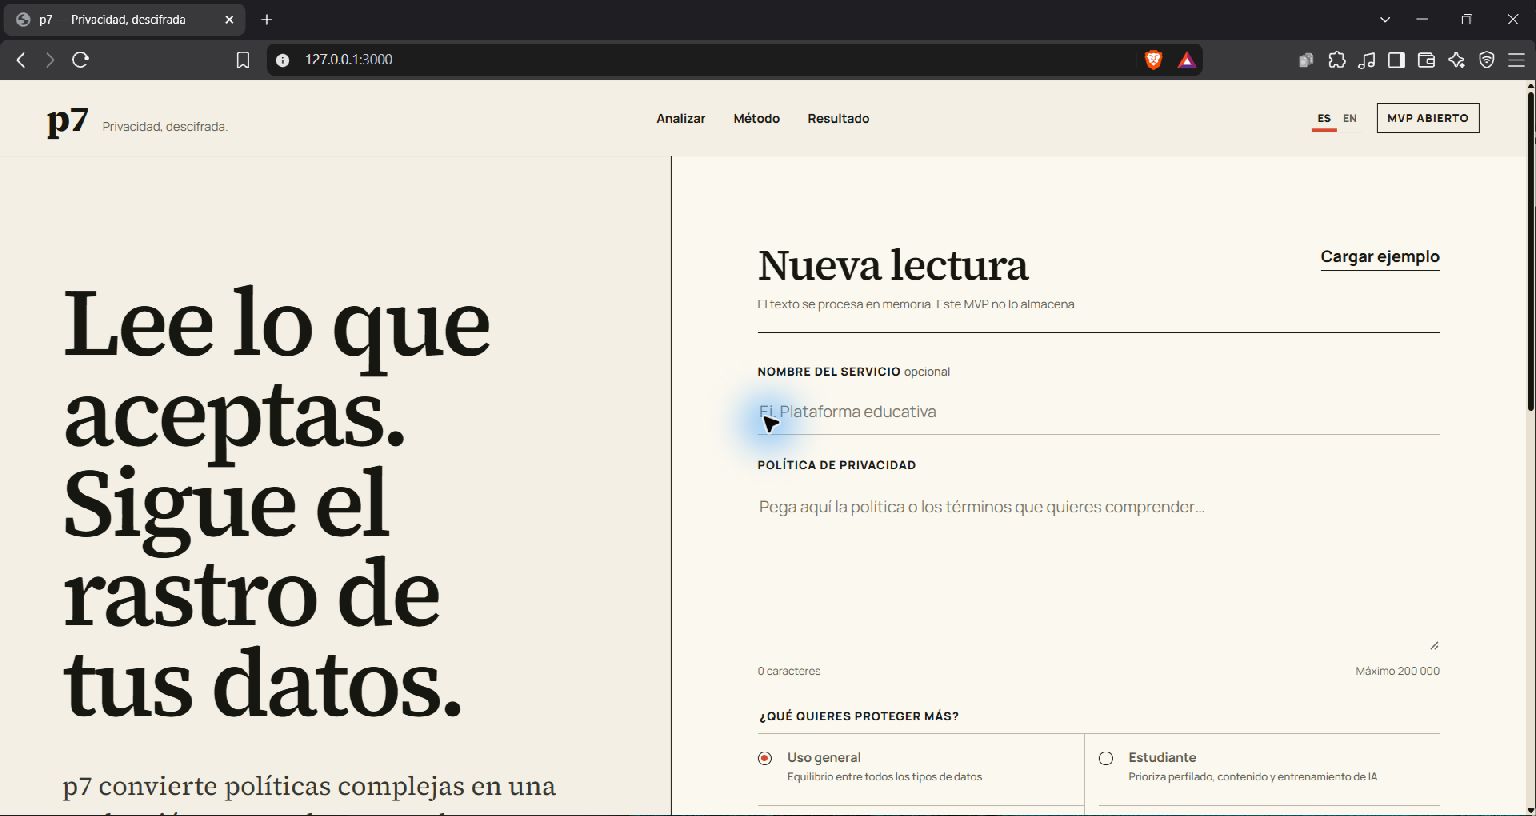 p7 — Privacidad, descifrada
127.0.0.1:3000
p7 Privacidad, descifrada.
Analizar Método Resultado
ES EN MVP ABIERTO
Lee lo que
aceptas.
Sigue el
rastro de
tus datos.
p7 convierte políticas complejas en una
Nueva lectura
Cargar ejemplo
El texto se procesa en memoria. Este MVP no lo almacena.
NOMBRE DEL SERVICIO opcional
Ej. Plataforma educativa
POLÍTICA DE PRIVACIDAD
Pega aquí la política o los términos que quieres comprender...
0 caracteres Máximo 200 000
¿QUÉ QUIERES PROTEGER MÁS?
Uso general
Equilibrio entre todos los tipos de datos
Estudiante
Prioriza perfilado, contenido y entrenamiento de IA